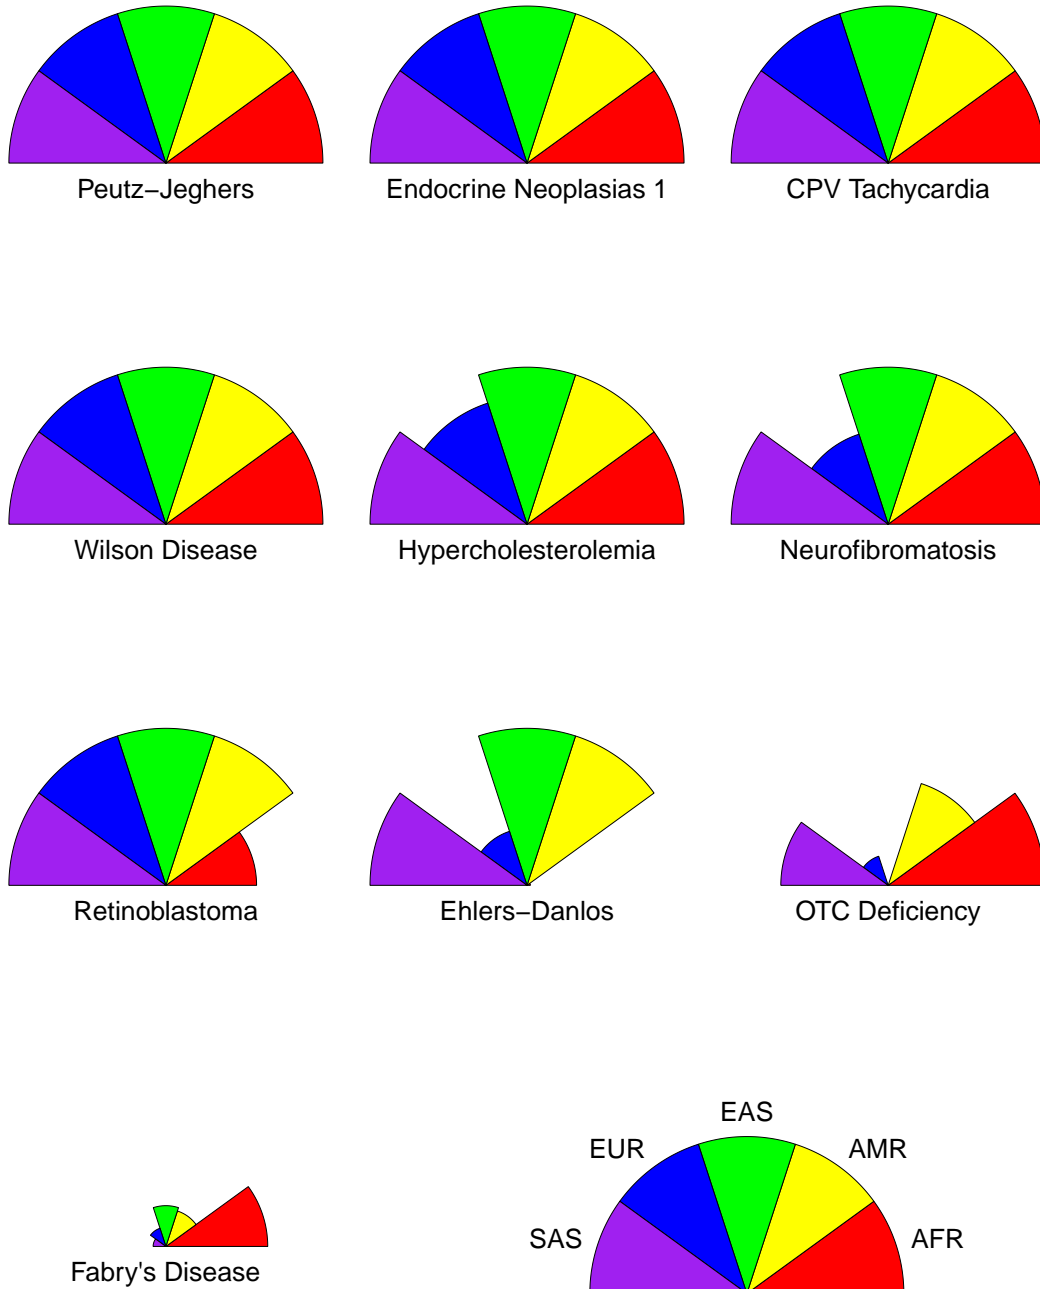 Peutz−Jeghers
Endocrine Neoplasias 1
CPV Tachycardia
Wilson Disease
Hypercholesterolemia
Neurofibromatosis
Retinoblastoma
Ehlers−Danlos
OTC Deficiency
Fabry's Disease
EAS
EUR
AMR
SAS
AFR